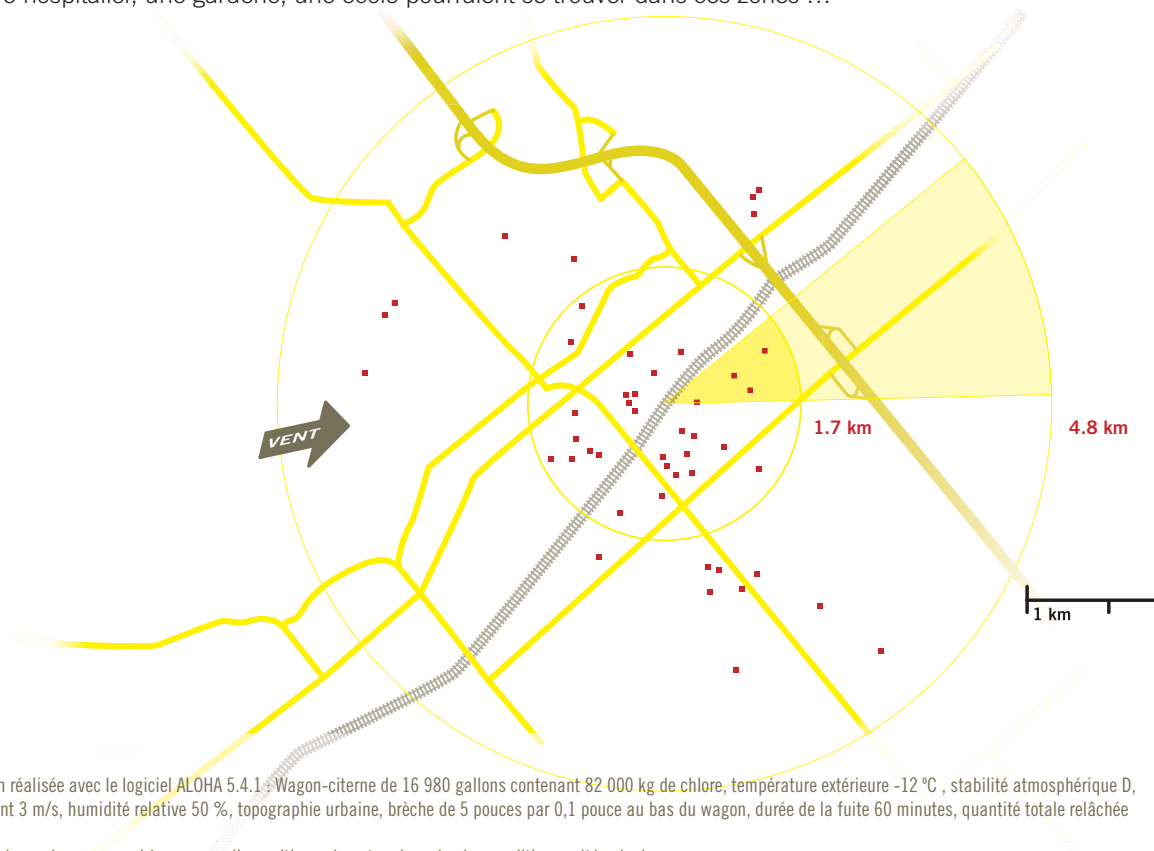 hospitalier, une garderie, une école pourraient se trouver dans ces zones …
VENT
1.7 km
4.8 km
1 km
réalisée avec le logiciel ALOHA 5.4.1. Wagon-citerne de 16 980 gallons contenant 82 000 kg de chlore, température extérieure -12 ºC , stabilité atmosphérique D,
3 m/s, humidité relative 50 %, topographie urbaine, brèche de 5 pouces par 0,1 pouce au bas du wagon, durée de la fuite 60 minutes, quantité totale relâchée